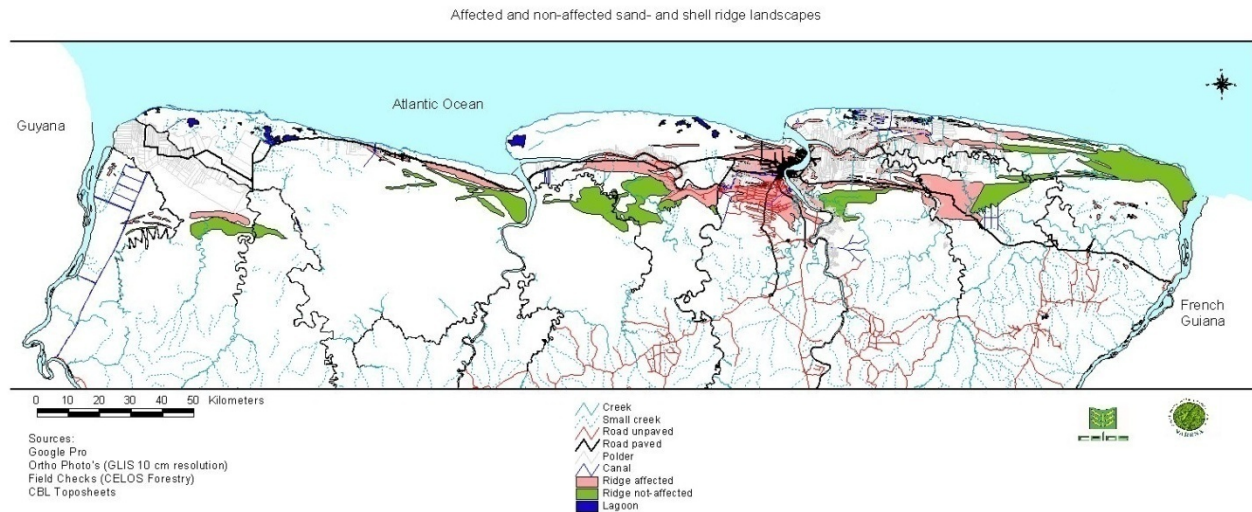 Affected and non-affected sand- and shell ridge landscapes
Atlantic Ocean
Guyana
French
Guiana
0 10 20 30 40 50 Kilometers
Sources:
Google Pro
Ortho Photo's (GLIS 10 cm resolution)
Field Checks (CELOS Forestry)
CBL Toposheets
Creek
Small creek
Road unpaved
Road paved
Polder
Canal
Ridge affected
Ridge not-affected
Lagoon
celos